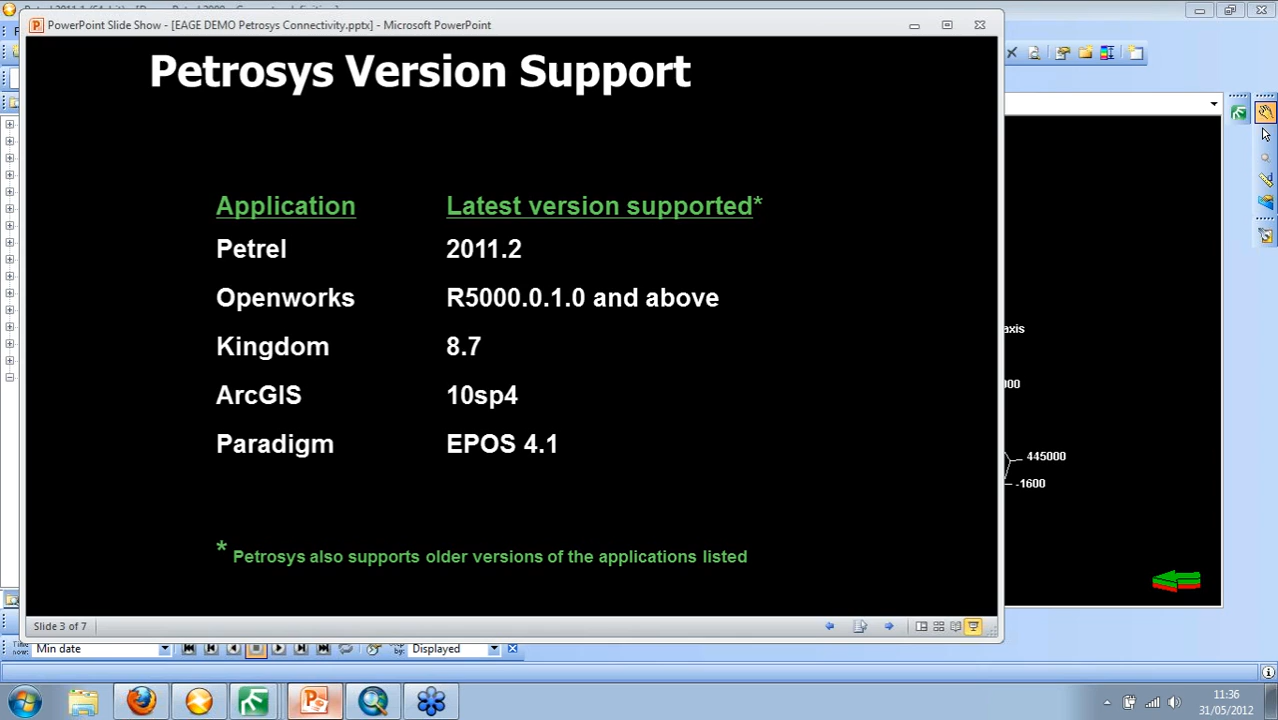 PowerPoint Slide Show - [EAGE DEMO Petrosys Connectivity.pptx] - Microsoft PowerPoint
Petrosys Version Support
Application Latest version supported*
Petrel 2011.2
Openworks R5000.0.1.0 and above
Kingdom 8.7
ArcGIS 10sp4
Paradigm EPOS 4.1
* Petrosys also supports older versions of the applications listed
axis
000
445000
-1600
Slide 3 of 7
Min date
by: Displayed
11:36
31/05/2012